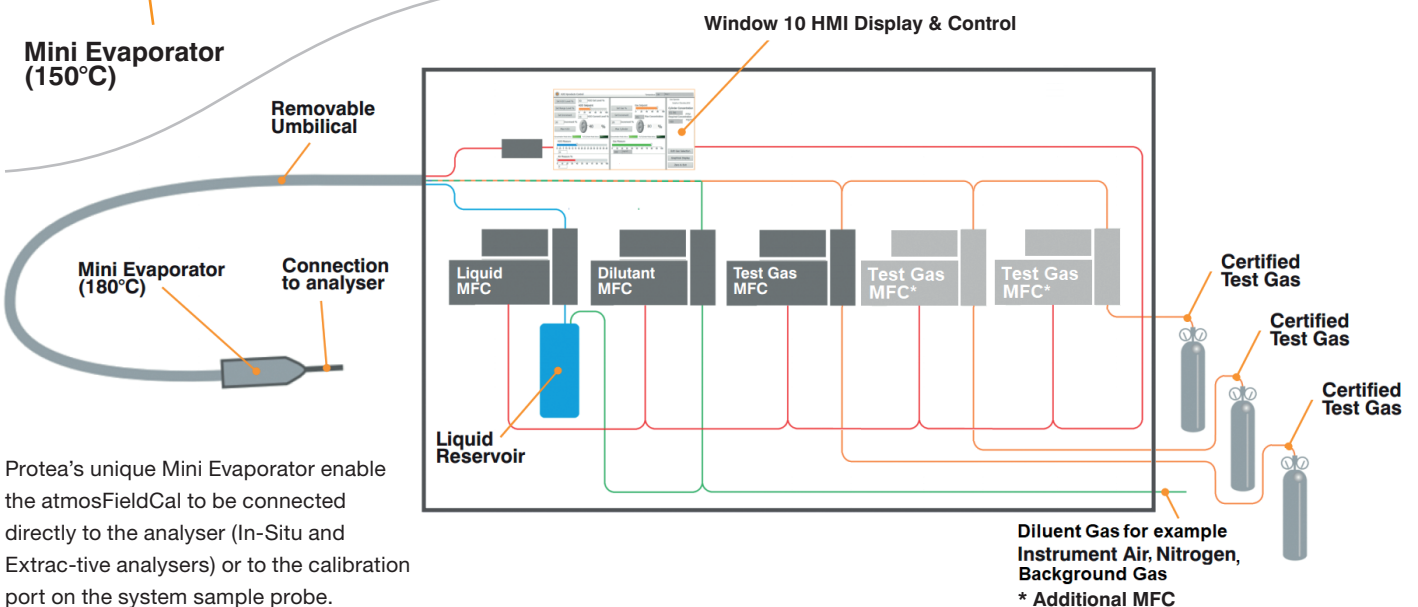 Window 10 HMI Display & Control
Mini Evaporator
(150°C)
Removable
Umbilical
Mini Evaporator
(180°C)
Connection
to analyser
Liquid
MFC
Dilutant
MFC
Test Gas
MFC
Test Gas
MFC*
Test Gas
MFC*
Certified
Test Gas
Certified
Test Gas
Certified
Test Gas
Liquid
Reservoir
Protea’s unique Mini Evaporator enable
the atmosFieldCal to be connected
directly to the analyser (In-Situ and
Extrac-tive analysers) or to the calibration
port on the system sample probe.
Diluent Gas for example
Instrument Air, Nitrogen,
Background Gas
* Additional MFC